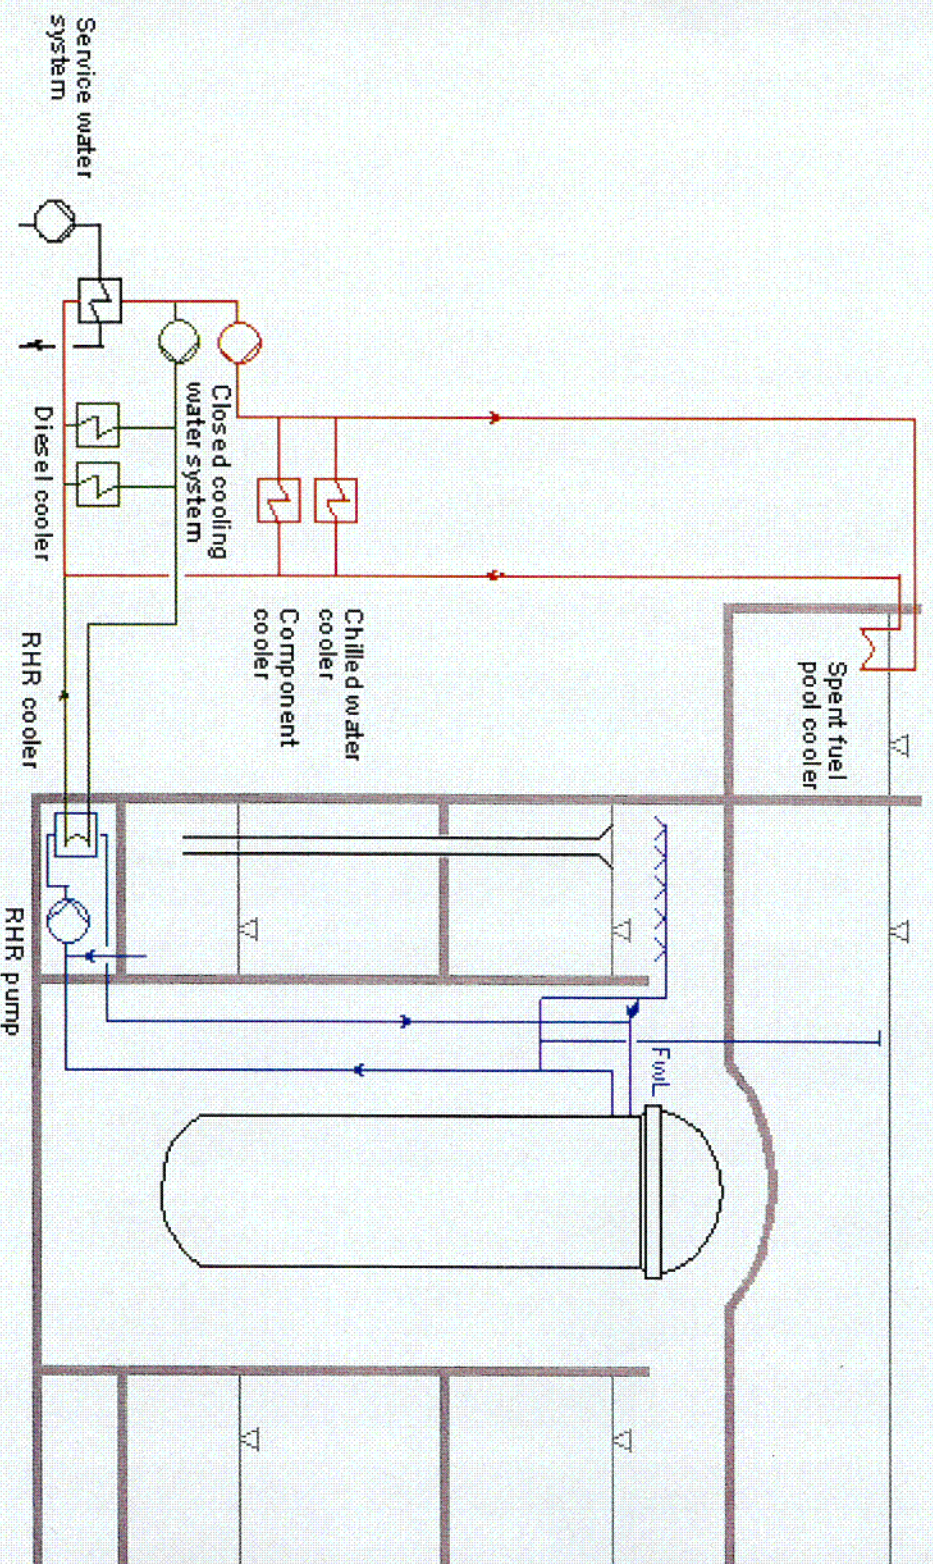 Service water
system
Closed cooling
water system
Diesel cooler
Chilled water
cooler
Component
cooler
RHR cooler
Spent fuel
pool cooler
RHR pump
FwL